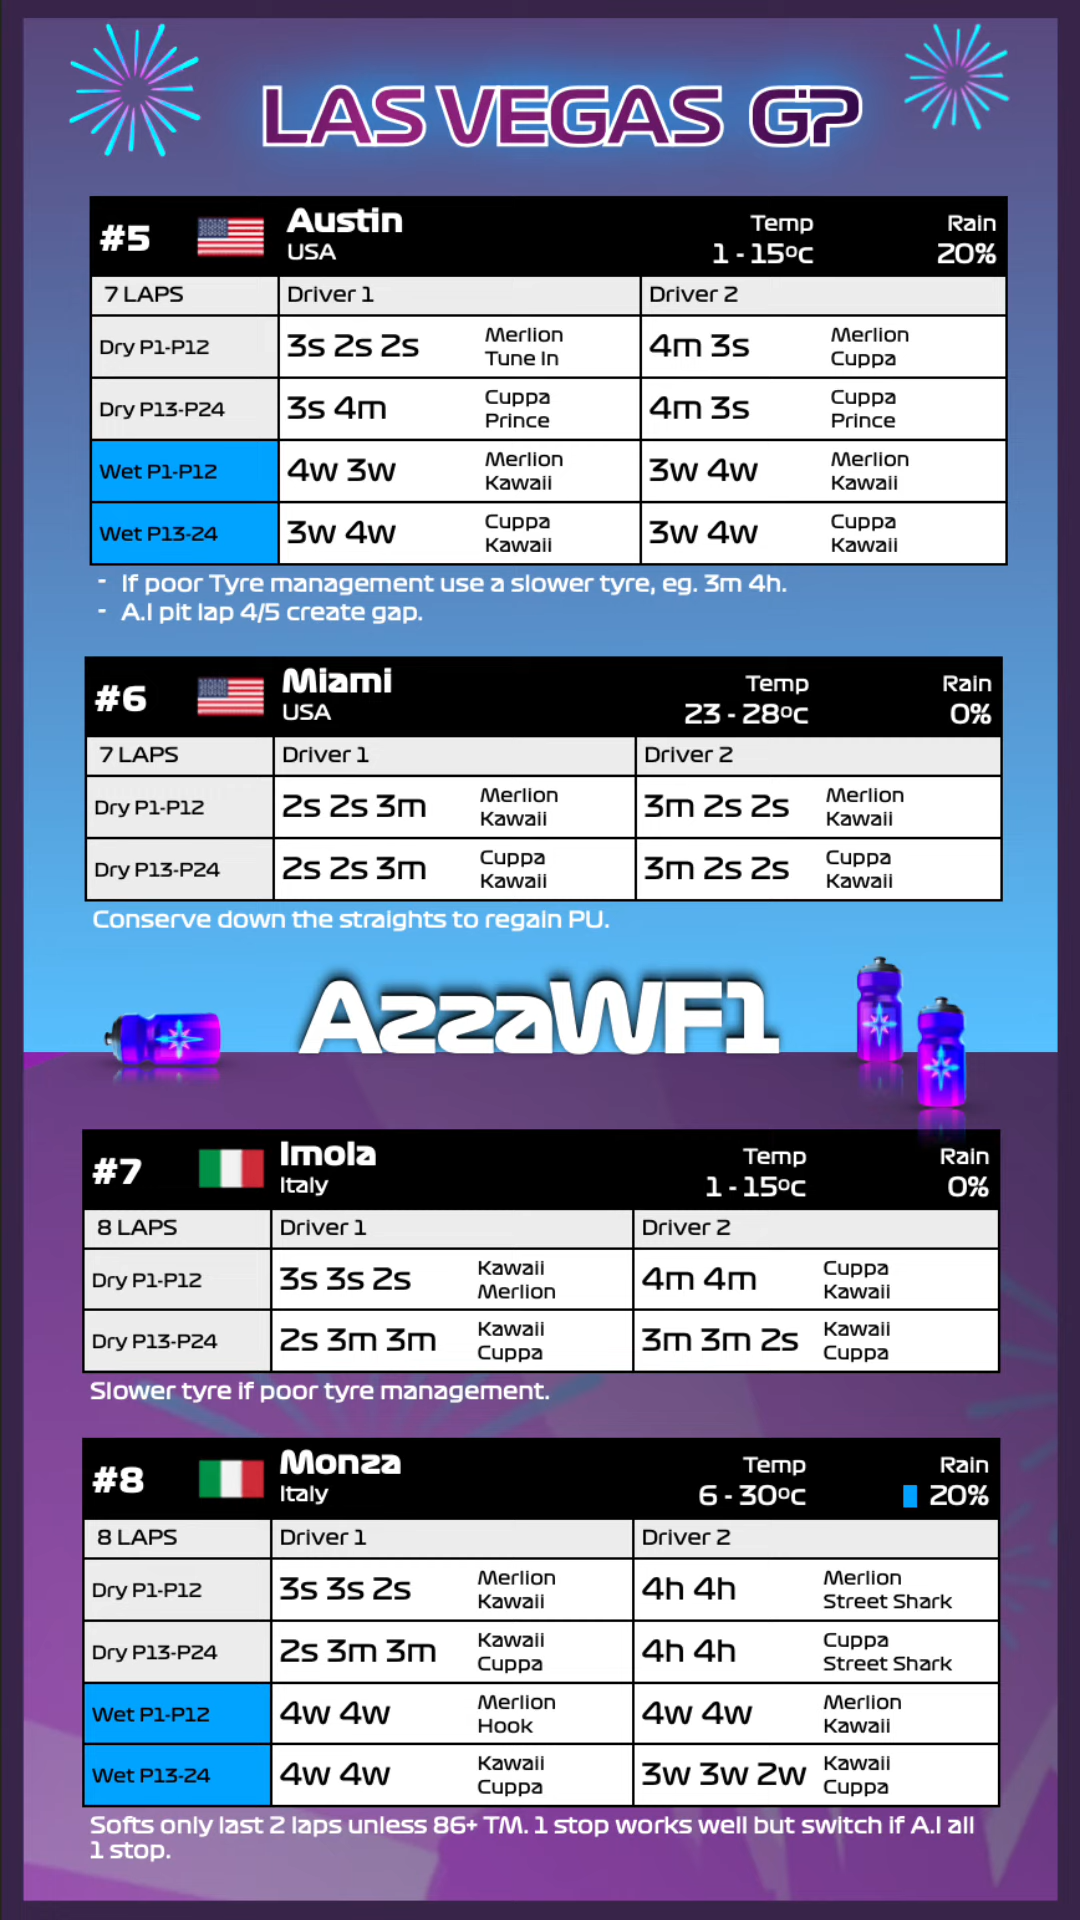 LAS VEGAS GP
#5 Austin Temp Rain
USA 1 - 15ºc 20%
7 LAPS Driver 1 Driver 2
Dry P1-P12 3s 2s 2s Merlion Tune In 4m 3s Merlion Cuppa
Dry P13-P24 3s 4m Cuppa Prince 4m 3s Cuppa Prince
Wet P1-P12 4w 3w Merlion Kawaii 3w 4w Merlion Kawaii
Wet P13-24 3w 4w Cuppa Kawaii 3w 4w Cuppa Kawaii
- If poor Tyre management use a slower tyre, eg. 3m 4h.
- A.I pit lap 4/5 create gap.
#6 Miami Temp Rain
USA 23 - 28ºc 0%
7 LAPS Driver 1 Driver 2
Dry P1-P12 2s 2s 3m Merlion Kawaii 3m 2s 2s Merlion Kawaii
Dry P13-P24 2s 2s 3m Cuppa Kawaii 3m 2s 2s Cuppa Kawaii
Conserve down the straights to regain PU.
AzzaWF1
#7 Imola Temp Rain
Italy 1 - 15ºc 0%
8 LAPS Driver 1 Driver 2
Dry P1-P12 3s 3s 2s Kawaii Merlion 4m 4m Cuppa Kawaii
Dry P13-P24 2s 3m 3m Kawaii Cuppa 3m 3m 2s Kawaii Cuppa
Slower tyre if poor tyre management.
#8 Monza Temp Rain
Italy 6 - 30ºc 20%
8 LAPS Driver 1 Driver 2
Dry P1-P12 3s 3s 2s Merlion Kawaii 4h 4h Merlion Street Shark
Dry P13-P24 2s 3m 3m Kawaii Cuppa 4h 4h Cuppa Street Shark
Wet P1-P12 4w 4w Merlion Hook 4w 4w Merlion Kawaii
Wet P13-24 4w 4w Kawaii Cuppa 3w 3w 2w Kawaii Cuppa
Softs only last 2 laps unless 86+ TM. 1 stop works well but switch if A.I all
1 stop.